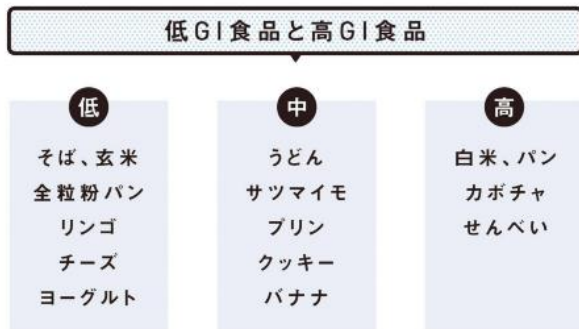 低GI食品と高GI食品
低
そば、玄米
全粒粉パン
リンゴ
チーズ
ヨーグルト
中
うどん
サツマイモ
プリン
クッキー
バナナ
高
白米、パン
カボチャ
せんべい